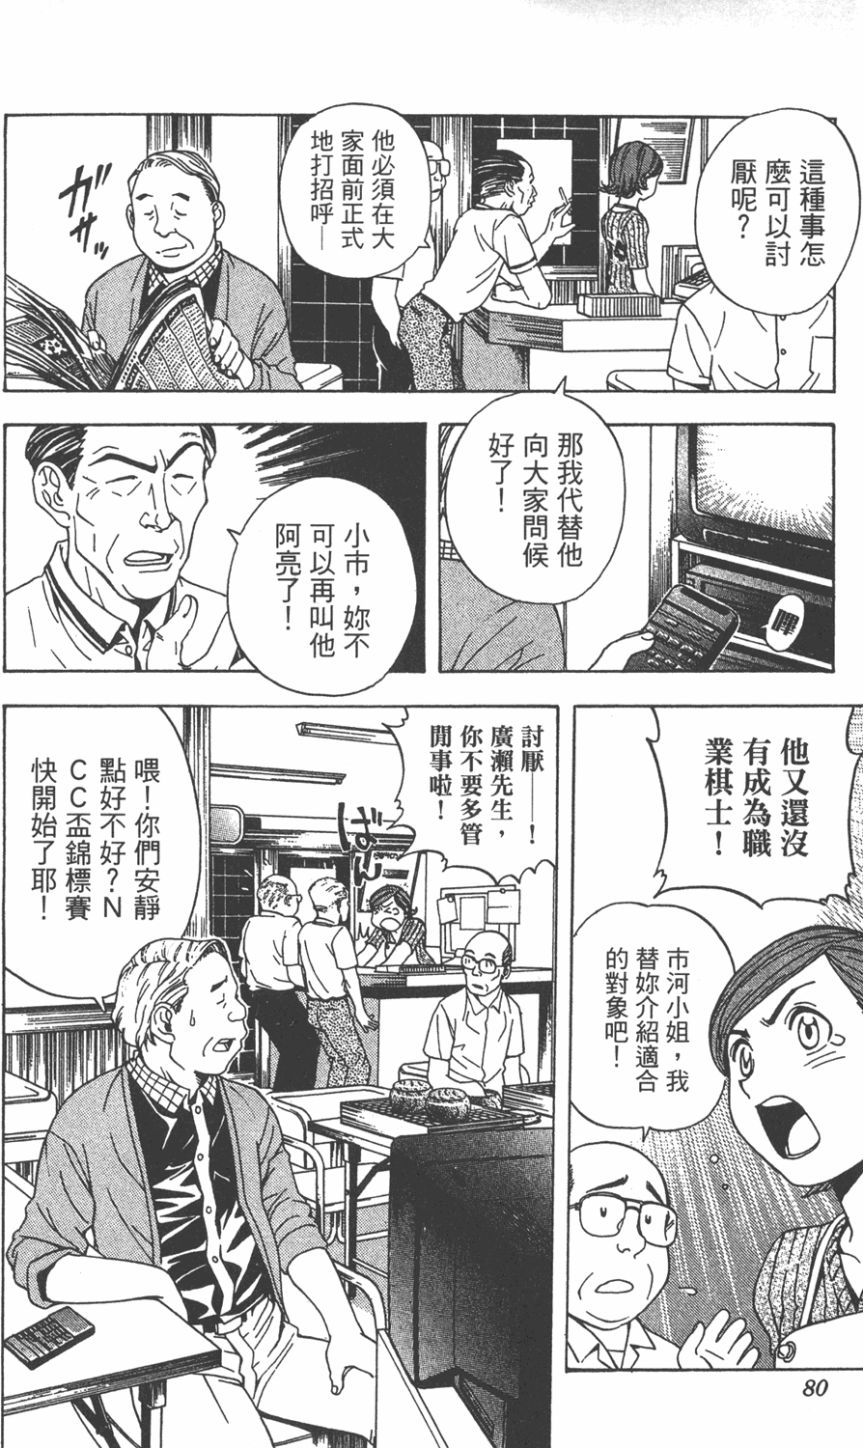 這種事怎
麼可以討
厭呢？
他必須在大
家面前正式
地打招呼—
ガサッ
那我代替他
向大家問候
好了！
嗶
小市，妳不
可以再叫他
阿亮了！
他又還沒
有成為職
業棋士！
市河小姐，我
替妳介紹適合
的對象吧！
討厭——！
廣瀨先生，
你不要多管
閒事啦！
ばん
喂！你們安靜
點好不好？N
CC盃錦標賽
快開始了耶！
80